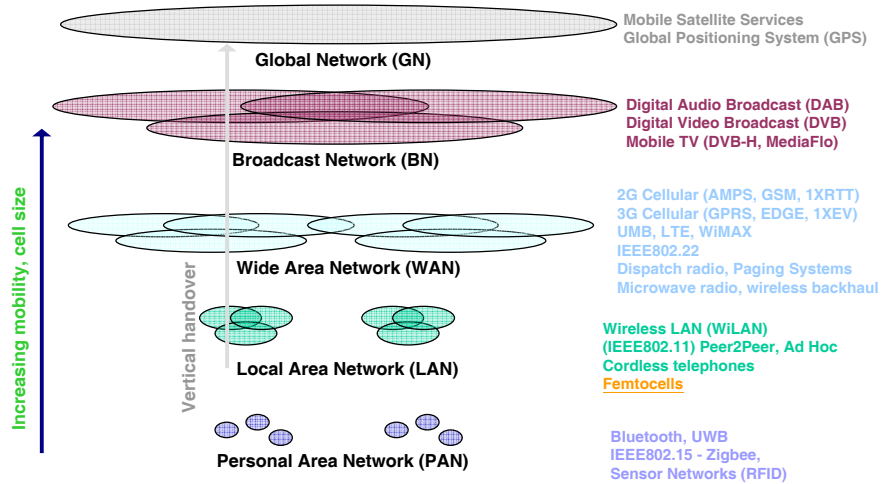 Mobile Satellite Services
Global Positioning System (GPS)
Global Network (GN)
Digital Audio Broadcast (DAB)
Digital Video Broadcast (DVB)
Mobile TV (DVB-H, MediaFlo)
Broadcast Network (BN)
2G Cellular (AMPS, GSM, 1XRTT)
3G Cellular (GPRS, EDGE, 1XEV)
UMB, LTE, WiMAX
IEEE802.22
Dispatch radio, Paging Systems
Microwave radio, wireless backhaul
Wide Area Network (WAN)
Increasing mobility, cell size
Vertical handover
Wireless LAN (WiLAN)
(IEEE802.11) Peer2Peer, Ad Hoc
Cordless telephones
Femtocells
Local Area Network (LAN)
Bluetooth, UWB
IEEE802.15 - Zigbee,
Sensor Networks (RFID)
Personal Area Network (PAN)